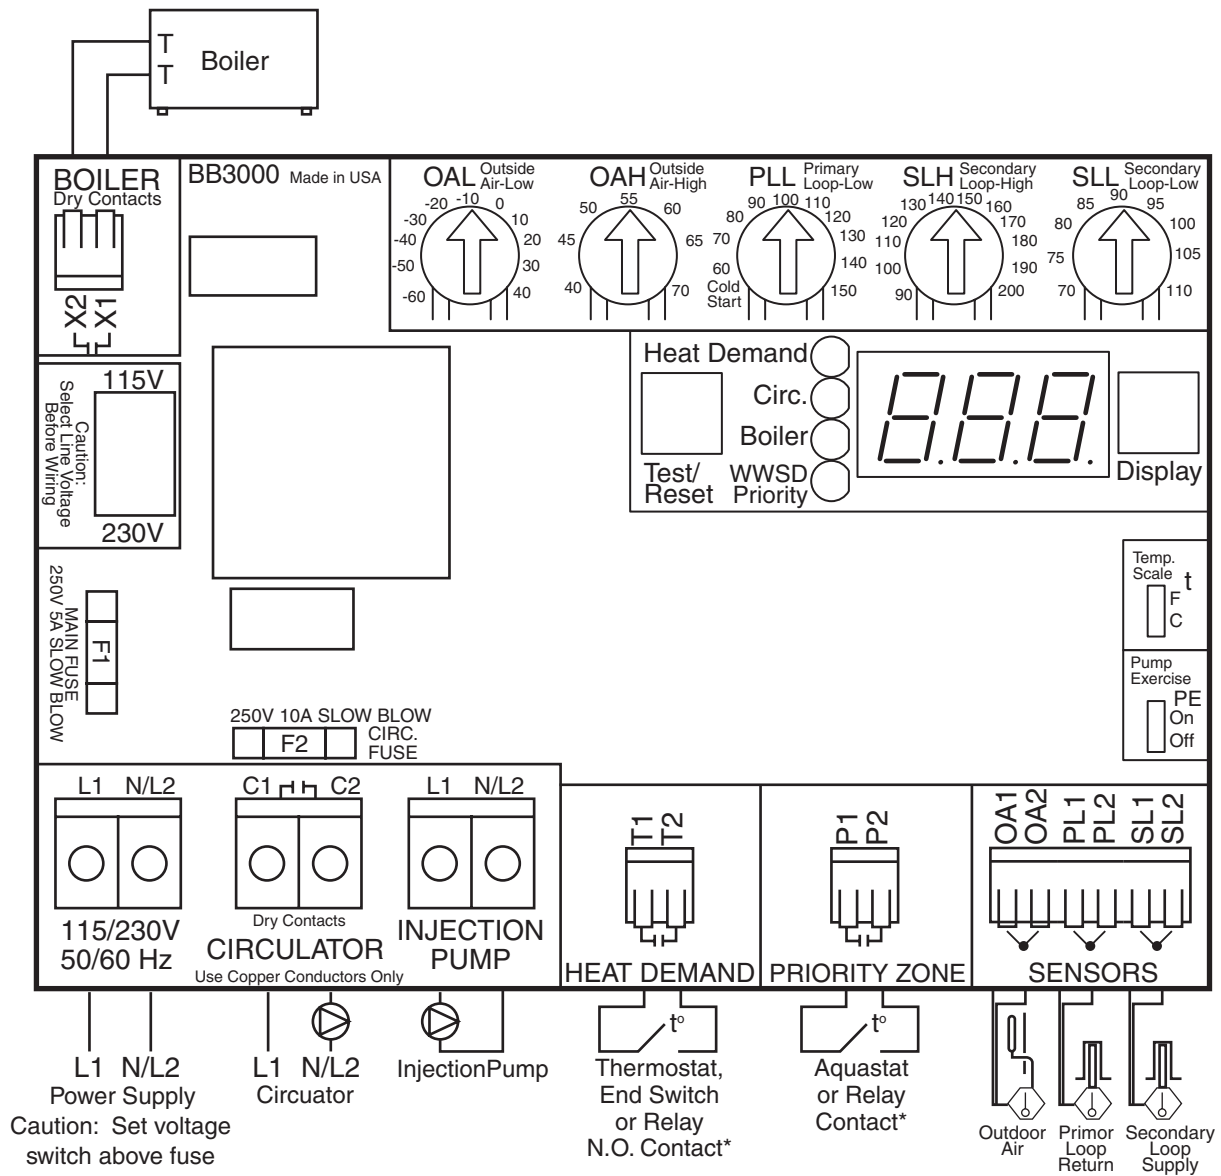 T
T
Boiler
BOILER
Dry Contacts
X2
X1
BB3000 Made in USA
OAL Outside Air-Low
-60 -50 -40 -30 -20 -10 0 10 20 30 40
OAH Outside Air-High
40 45 50 55 60 65 70
PLL Primary Loop-Low
Cold Start 60 70 80 90 100 110 120 130 140 150
SLH Secondary Loop-High
90 100 110 120 130 140 150 160 170 180 190 200
SLL Secondary Loop-Low
70 75 80 85 90 95 100 105 110
115V
Caution:
Select Line Voltage
Before Wiring
230V
Heat Demand
Circ.
Boiler
WWSD
Priority
Test/
Reset
8.8.8.
Display
Temp.
Scale t
F
C
Pump
Exercise
PE
On
Off
F1
MAIN FUSE
250V 5A SLOW BLOW
250V 10A SLOW BLOW
F2
CIRC.
FUSE
L1 N/L2
115/230V
50/60 Hz
C1 C2
Dry Contacts
CIRCULATOR
Use Copper Conductors Only
L1 N/L2
INJECTION
PUMP
T1
T2
HEAT DEMAND
P1
P2
PRIORITY ZONE
OA1
OA2
PL1
PL2
SL1
SL2
SENSORS
L1 N/L2
Power Supply
Caution: Set voltage
switch above fuse
L1 N/L2
Circuator
InjectionPump
to
Thermostat,
End Switch
or Relay
N.O. Contact*
to
Aquastat
or Relay
Contact*
Outdoor
Air
Primor
Loop
Return
Secondary
Loop
Supply